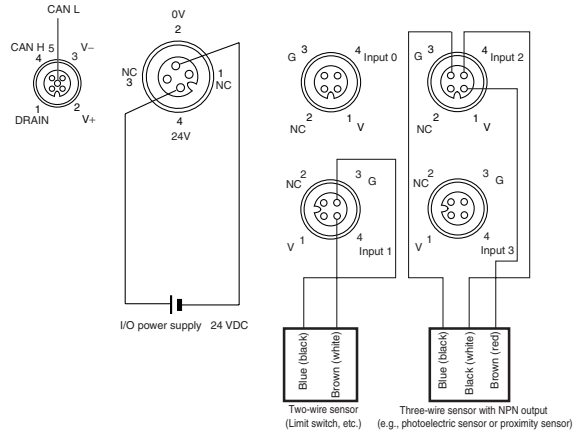 CAN L
CAN H 5 V–
4 3
1 2
DRAIN V+
0V
2
NC
3
1
NC
4
24V
I/O power supply 24 VDC
G 3 4 Input 0
2 1
NC V
G 3 4 Input 2
2 1
NC V
NC 2 3 G
V 1 4
Input 1
NC 2 3 G
V 1 4
Input 3
Blue (black)
Brown (white)
Blue (black)
Black (white)
Brown (red)
Two-wire sensor
(Limit switch, etc.)
Three-wire sensor with NPN output
(e.g., photoelectric sensor or proximity sensor)